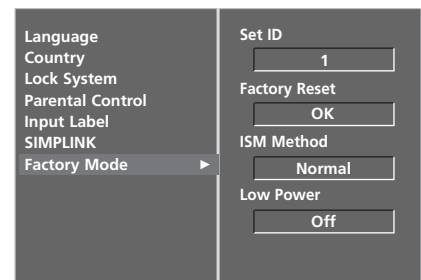 Language
Country
Lock System
Parental Control
Input Label
SIMPLINK
Factory Mode ►
Set ID
1
Factory Reset
OK
ISM Method
Normal
Low Power
Off